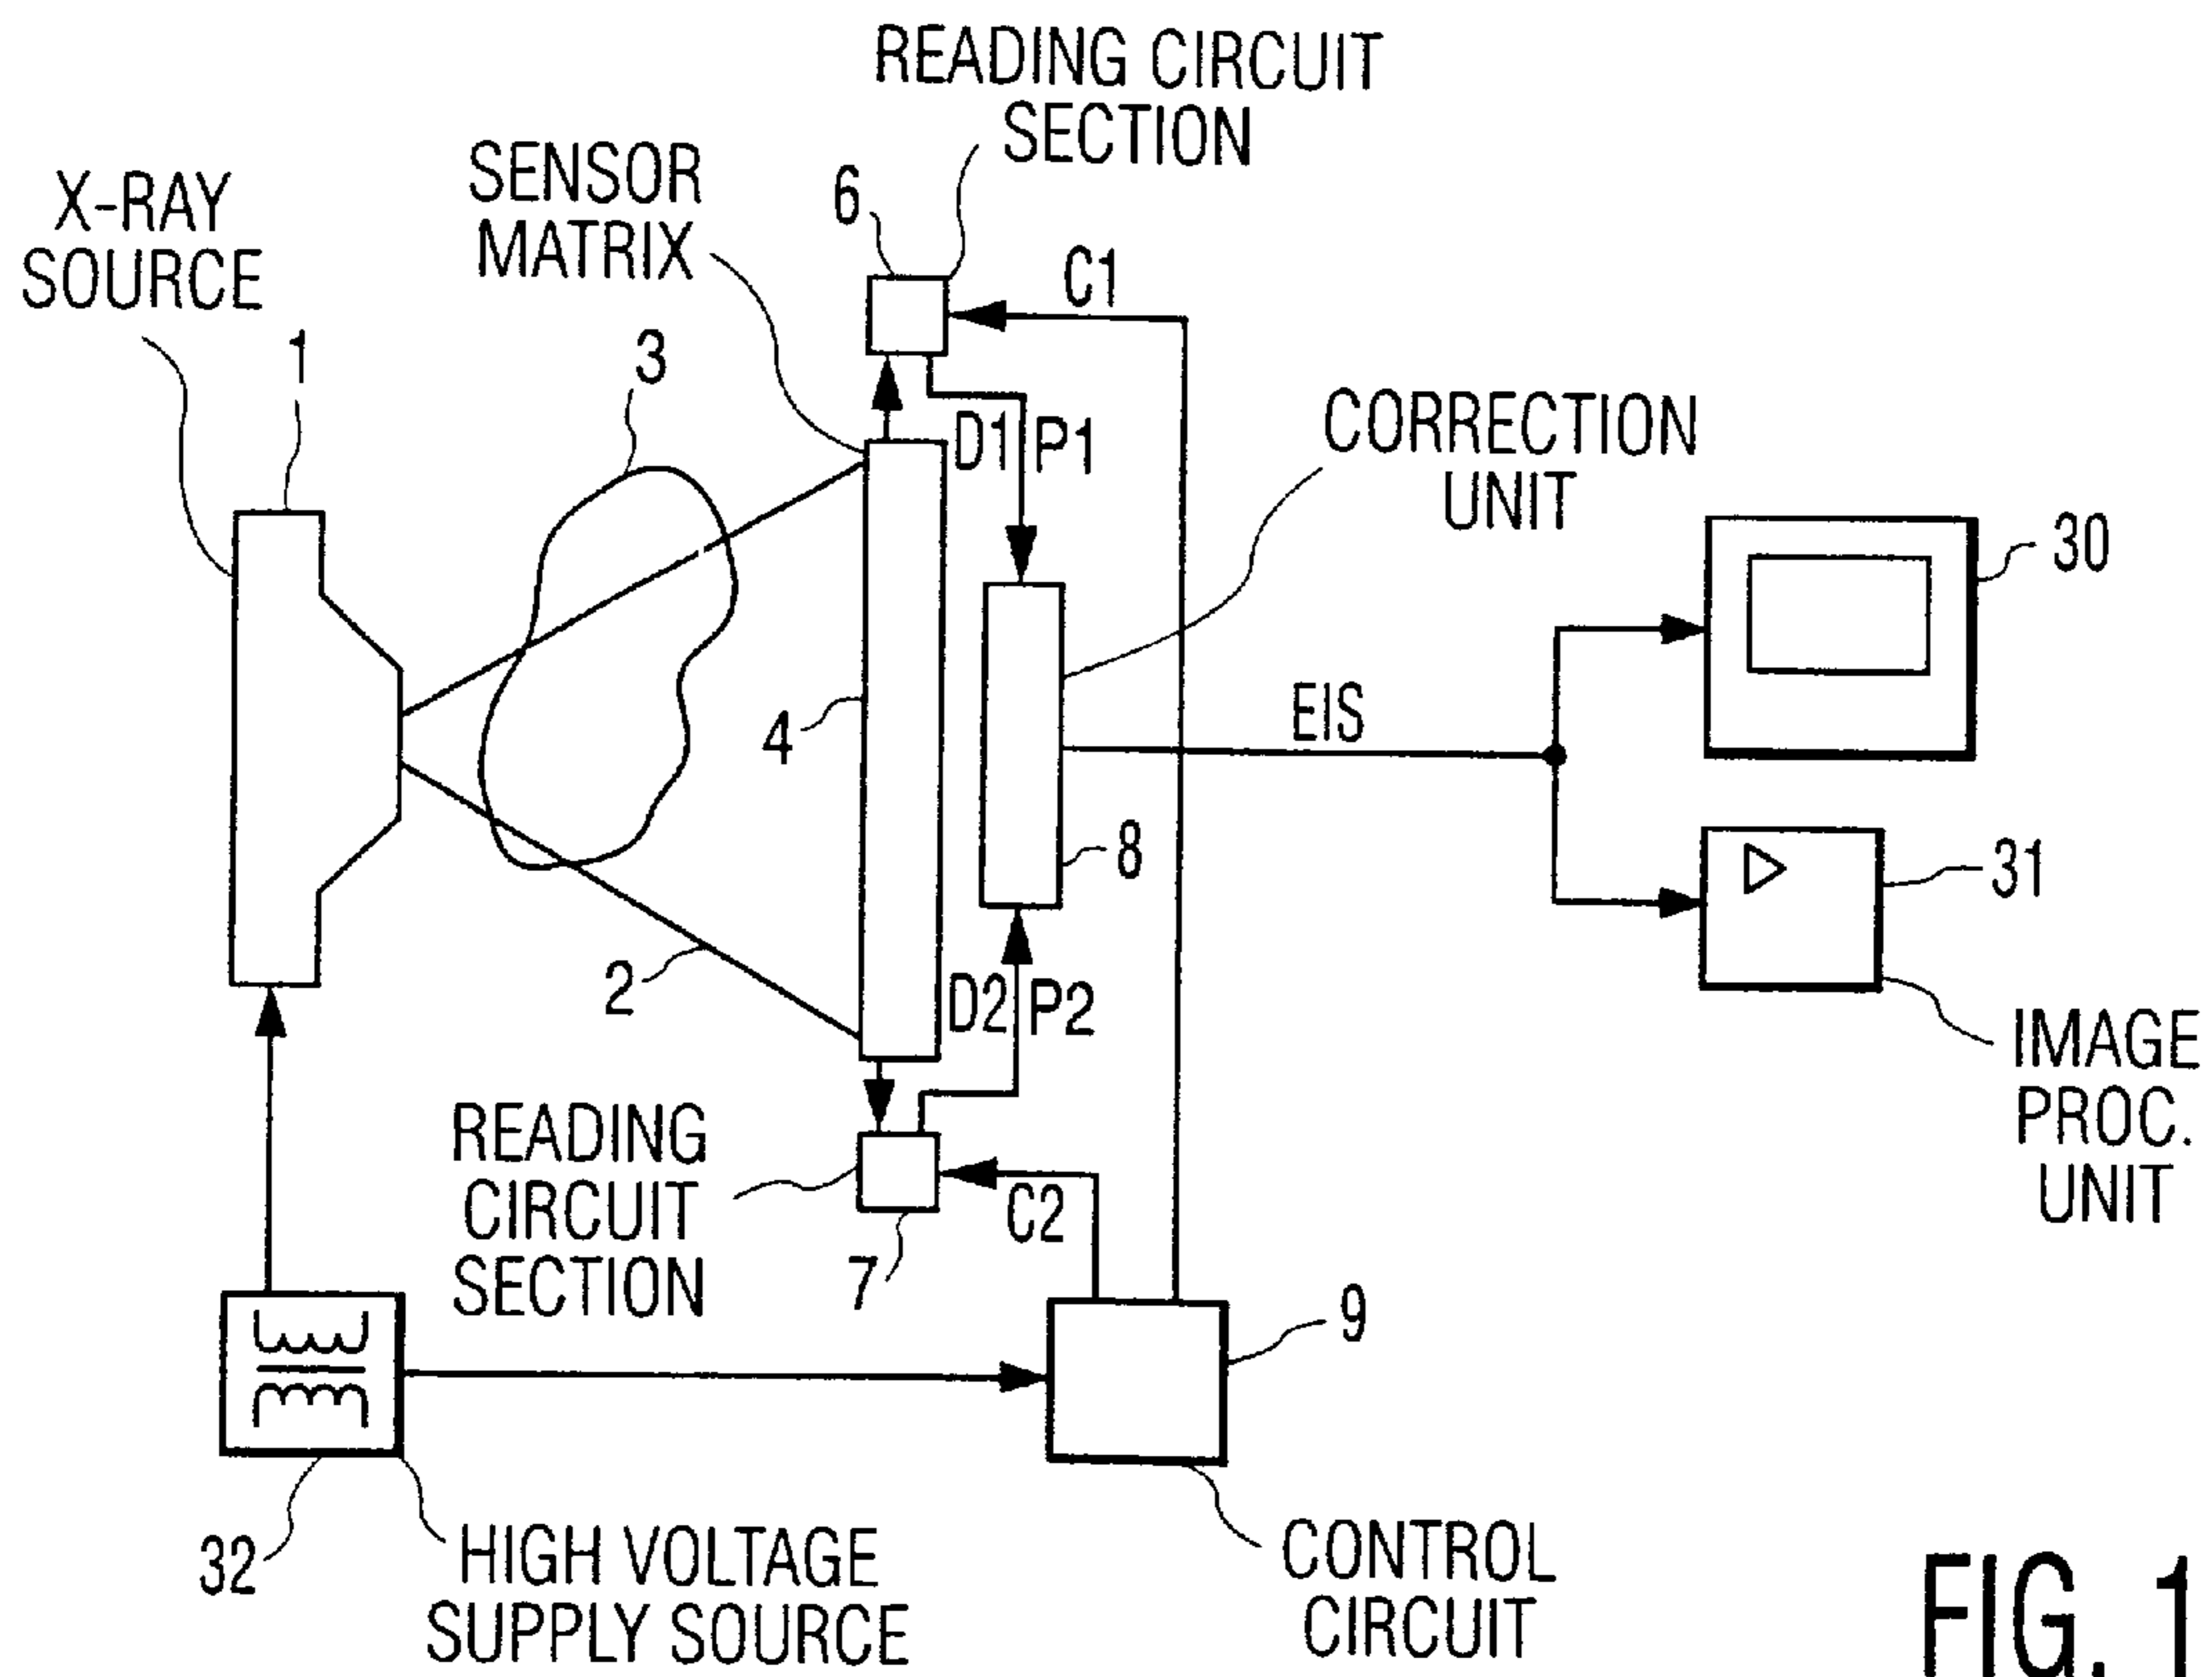 READING CIRCUIT
SECTION
SENSOR
MATRIX
X-RAY
SOURCE
6
C1
1
3
D1
P1
CORRECTION
UNIT
30
EIS
4
8
31
2
D2
P2
IMAGE
PROC.
UNIT
READING
CIRCUIT
SECTION
C2
7
9
32
HIGH VOLTAGE
SUPPLY SOURCE
CONTROL
CIRCUIT
FIG. 1